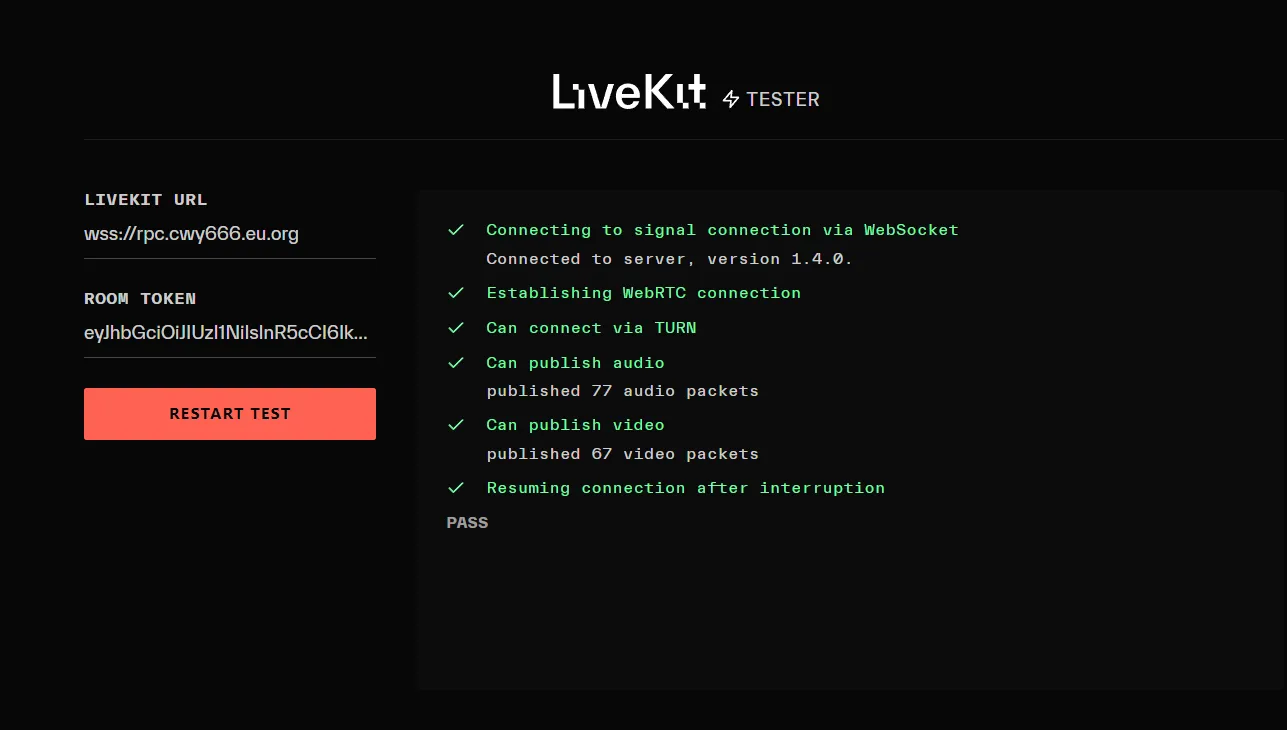 LiveKit TESTER
LIVEKIT URL
wss://rpc.cwy666.eu.org
ROOM TOKEN
eyJhbGciOiJIUzI1NiIsInR5cCI6Ik...
RESTART TEST
Connecting to signal connection via WebSocket
Connected to server, version 1.4.0.
Establishing WebRTC connection
Can connect via TURN
Can publish audio
published 77 audio packets
Can publish video
published 67 video packets
Resuming connection after interruption
PASS